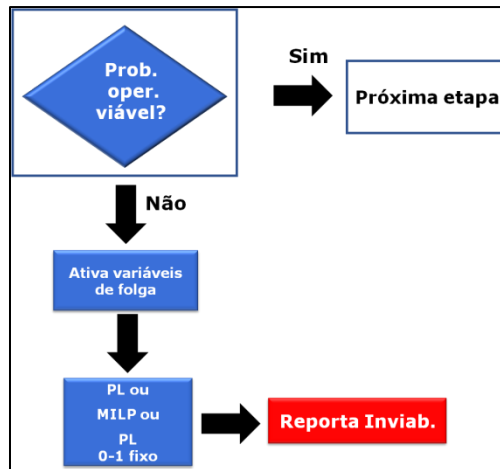 Prob.
oper.
viável?
Sim
Próxima etapa
Não
Ativa variáveis
de folga
PL ou
MILP ou
PL
0-1 fixo
Reporta Inviab.